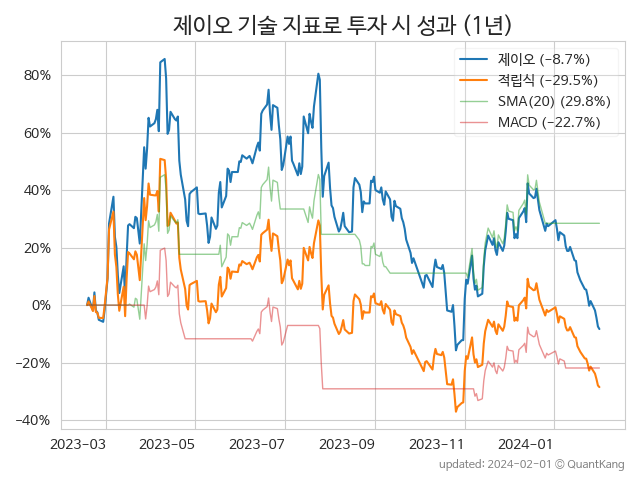 제이오 기술 지표로 투자 시 성과 (1년)
제이오 (−8.7%)
적립식 (−29.5%)
SMA(20) (29.8%)
MACD (−22.7%)
80%
60%
40%
20%
0%
−20%
−40%
2023-03 2023-05 2023-07 2023-09 2023-11 2024-01
updated: 2024-02-01 © QuantKang